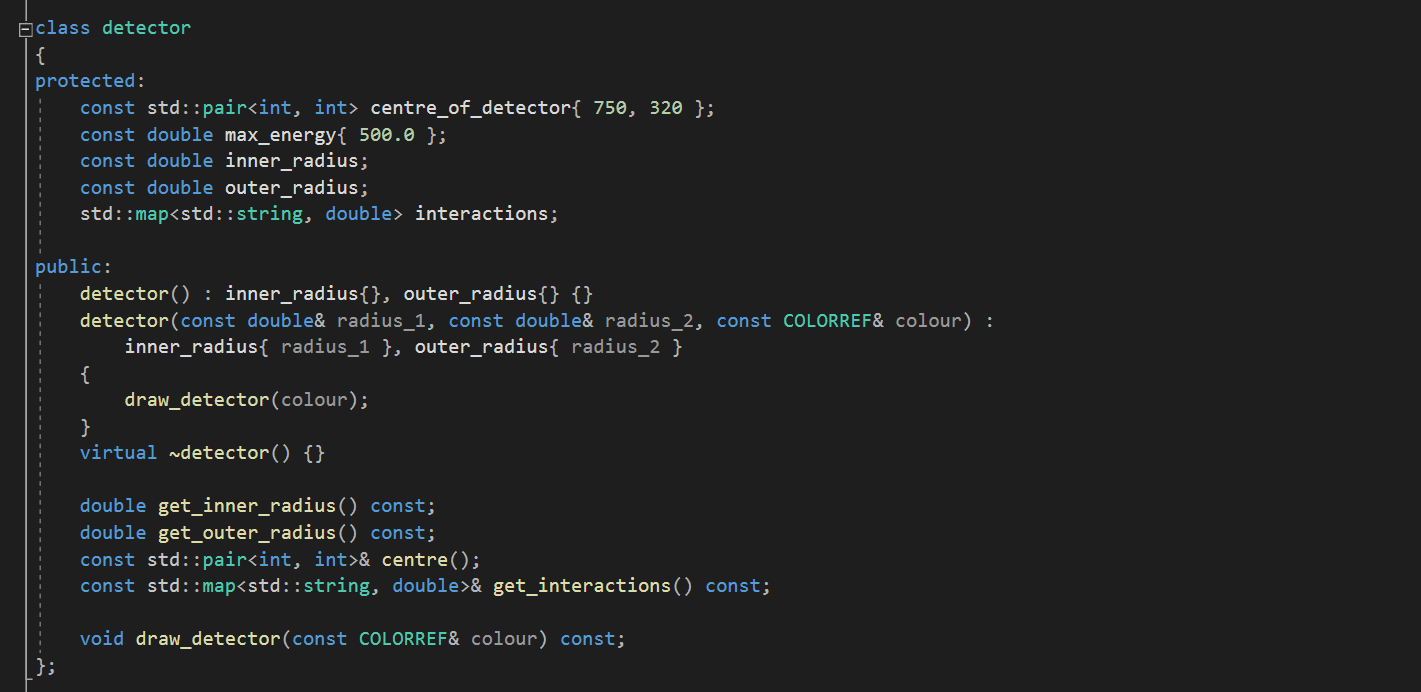 class detector
{
protected:
    const std::pair<int, int> centre_of_detector{ 750, 320 };
    const double max_energy{ 500.0 };
    const double inner_radius;
    const double outer_radius;
    std::map<std::string, double> interactions;

public:
    detector() : inner_radius{}, outer_radius{} {}
    detector(const double& radius_1, const double& radius_2, const COLORREF& colour) :
        inner_radius{ radius_1 }, outer_radius{ radius_2 }
    {
        draw_detector(colour);
    }
    virtual ~detector() {}

    double get_inner_radius() const;
    double get_outer_radius() const;
    const std::pair<int, int>& centre();
    const std::map<std::string, double>& get_interactions() const;

    void draw_detector(const COLORREF& colour) const;
};